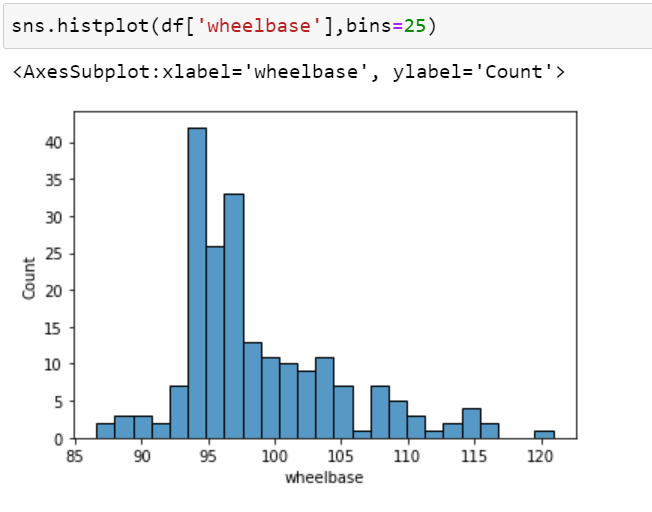 sns.histplot(df['wheelbase'],bins=25)
<AxesSubplot:xlabel='wheelbase', ylabel='Count'>
40
35
30
25
20
15
10
5
0
Count
85 90 95 100 105 110 115 120
wheelbase